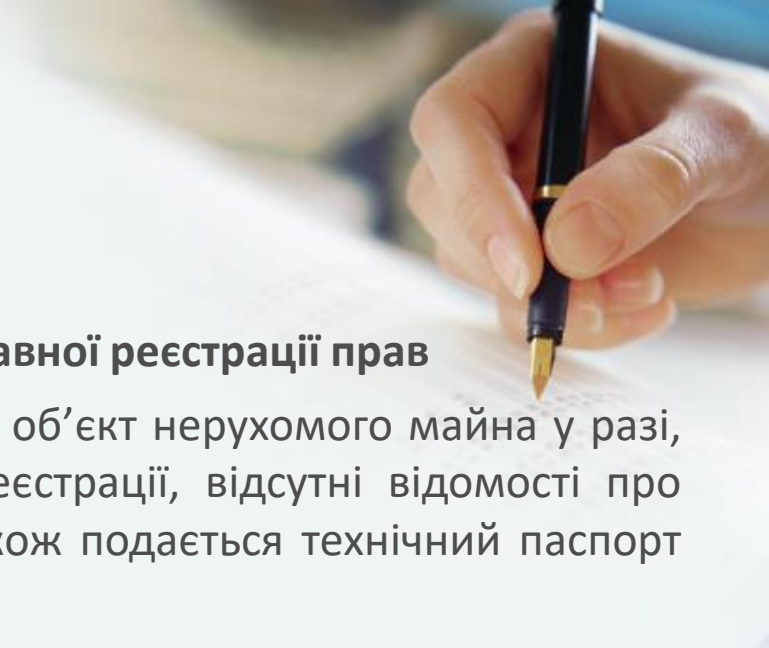 авної реєстрації прав
об’єкт нерухомого майна у разі,
еєстрації, відсутні відомості про
кож подається технічний паспорт